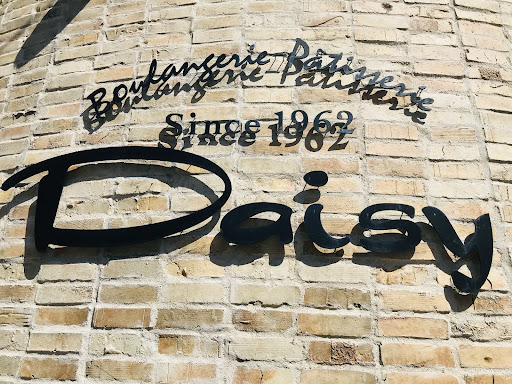 Boulangerie-Pâtisserie
Since 1962
Daisy